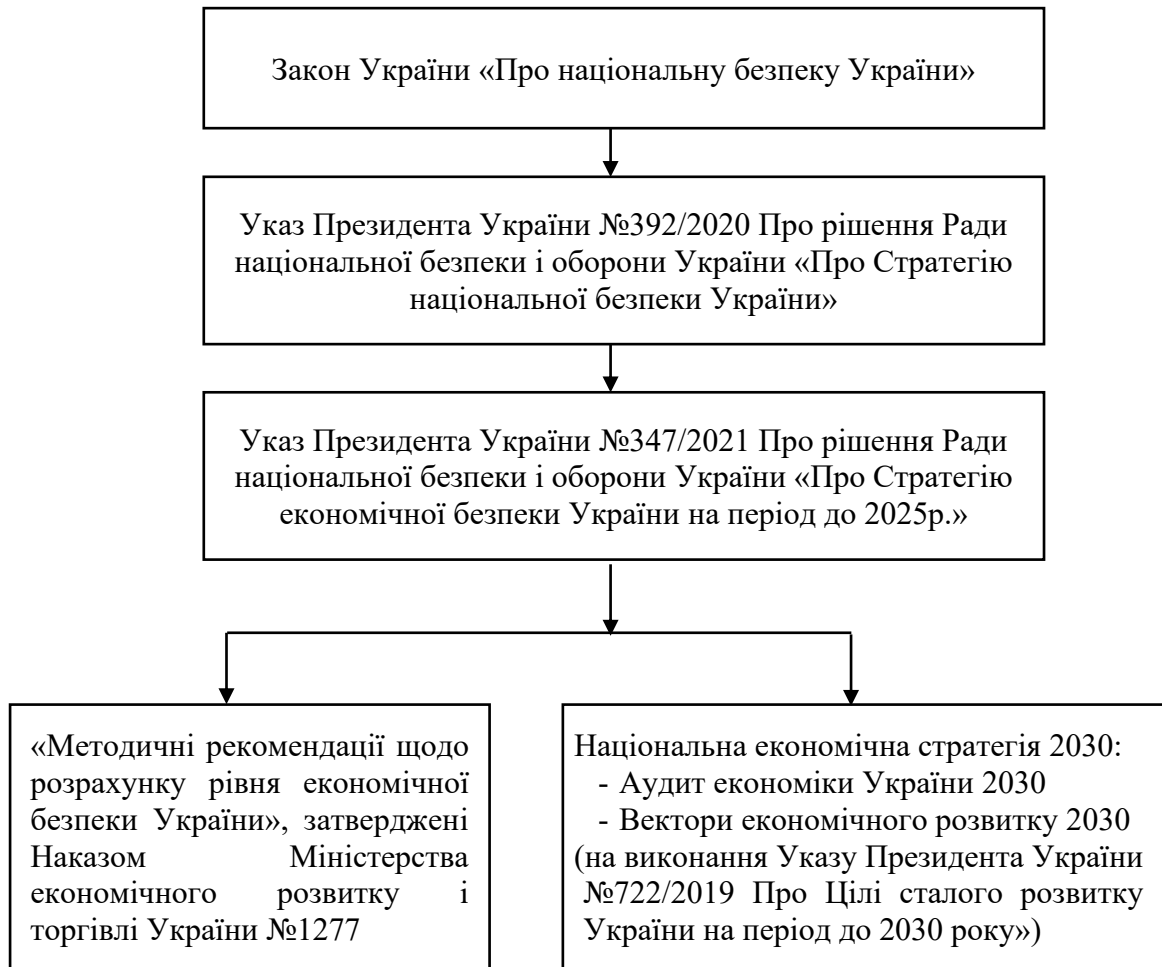 Закон України «Про національну безпеку України»
Указ Президента України №392/2020 Про рішення Ради
національної безпеки і оборони України «Про Стратегію
національної безпеки України»
Указ Президента України №347/2021 Про рішення Ради
національної безпеки і оборони України «Про Стратегію
економічної безпеки України на період до 2025р.»
«Методичні рекомендації щодо
розрахунку рівня економічної
безпеки України», затверджені
Наказом Міністерства
економічного розвитку і
торгівлі України №1277
Національна економічна стратегія 2030:
- Аудит економіки України 2030
- Вектори економічного розвитку 2030
(на виконання Указу Президента України
№722/2019 Про Цілі сталого розвитку
України на період до 2030 року»)